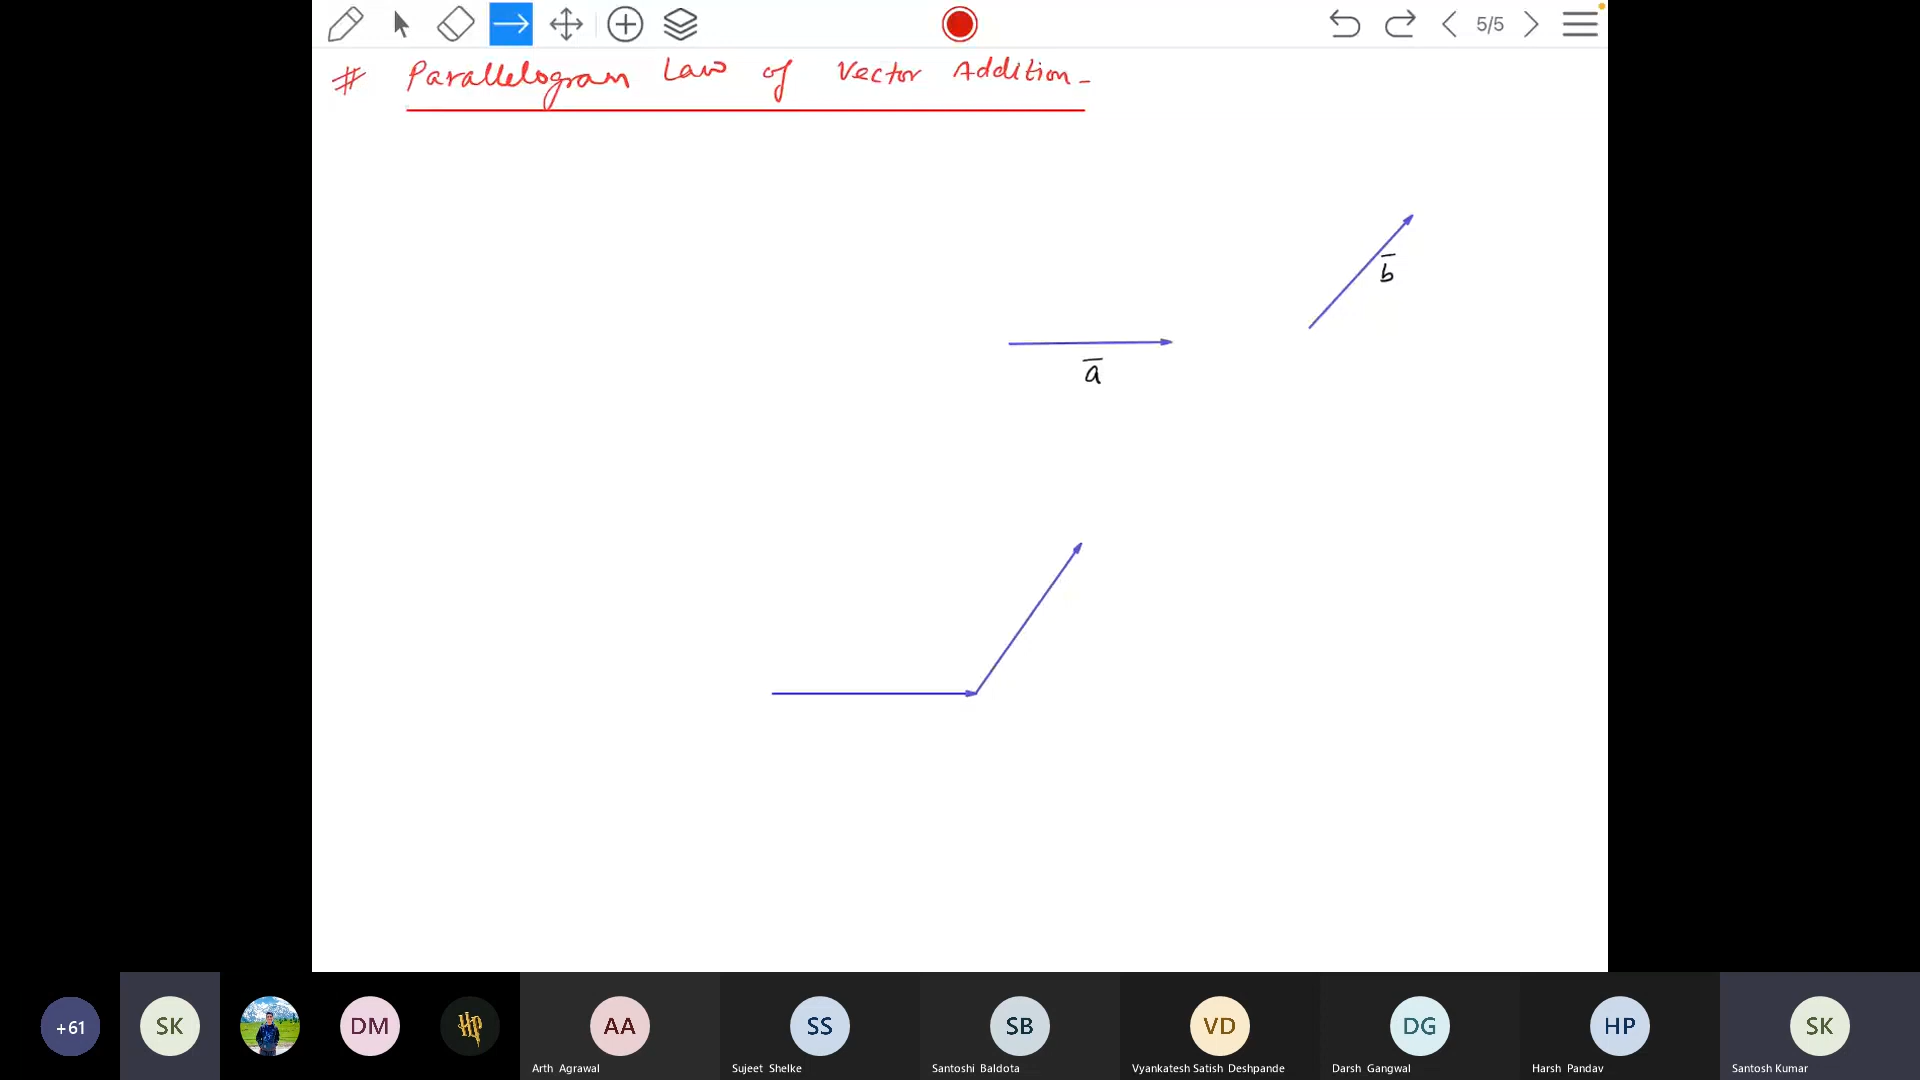 5/5
# Parallelogram Law of Vector Addition -
b̅
a̅
+61
SK
DM
HP
AA
SS
SB
VD
DG
HP
SK
Arth Agrawal
Sujeet Shelke
Santoshi Baldota
Vyankatesh Satish Deshpande
Darsh Gangwal
Harsh Pandav
Santosh Kumar